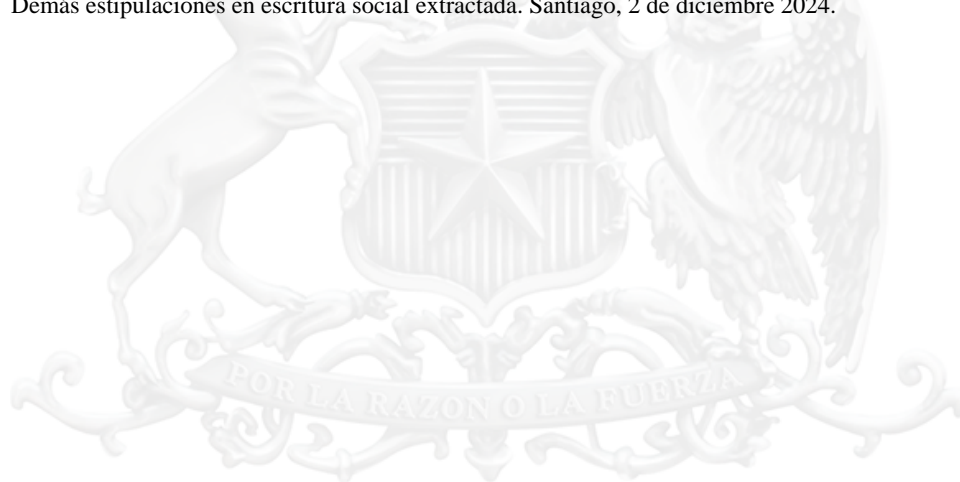 Demás estipulaciones en escritura social extractada. Santiago, 2 de diciembre 2024.
POR LA RAZON O LA FUERZA